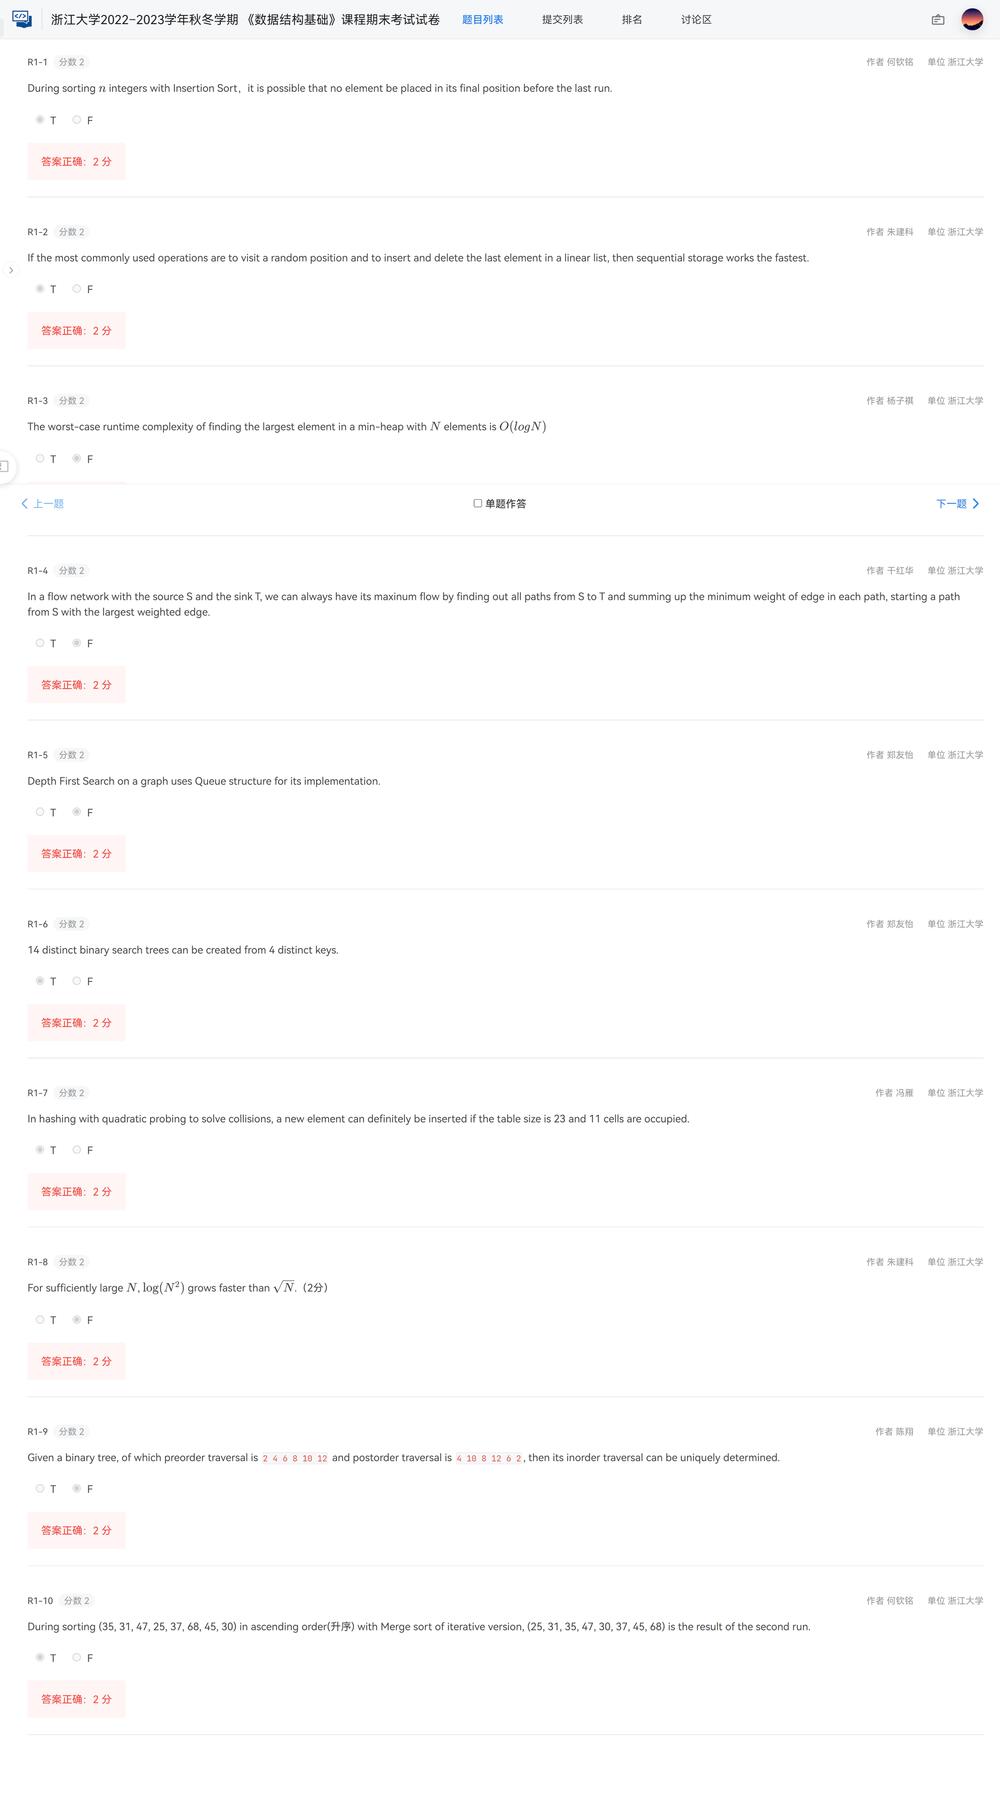 浙江大学2022-2023学年秋冬学期 《数据结构基础》课程期末考试试卷 题目列表 提交列表 排名 讨论区
R1-1 分数 2 作者 何钦铭 单位 浙江大学
During sorting n integers with Insertion Sort, it is possible that no element be placed in its final position before the last run.
T F
答案正确：2 分
R1-2 分数 2 作者 朱建科 单位 浙江大学
If the most commonly used operations are to visit a random position and to insert and delete the last element in a linear list, then sequential storage works the fastest.
T F
答案正确：2 分
R1-3 分数 2 作者 杨子祺 单位 浙江大学
The worst-case runtime complexity of finding the largest element in a min-heap with N elements is O(logN)
T F
上一题 单题作答 下一题
R1-4 分数 2 作者 干红华 单位 浙江大学
In a flow network with the source S and the sink T, we can always have its maxinum flow by finding out all paths from S to T and summing up the minimum weight of edge in each path, starting a path
from S with the largest weighted edge.
T F
答案正确：2 分
R1-5 分数 2 作者 郑友怡 单位 浙江大学
Depth First Search on a graph uses Queue structure for its implementation.
T F
答案正确：2 分
R1-6 分数 2 作者 郑友怡 单位 浙江大学
14 distinct binary search trees can be created from 4 distinct keys.
T F
答案正确：2 分
R1-7 分数 2 作者 冯雁 单位 浙江大学
In hashing with quadratic probing to solve collisions, a new element can definitely be inserted if the table size is 23 and 11 cells are occupied.
T F
答案正确：2 分
R1-8 分数 2 作者 朱建科 单位 浙江大学
For sufficiently large N, log(N²) grows faster than √N.（2分）
T F
答案正确：2 分
R1-9 分数 2 作者 陈翔 单位 浙江大学
Given a binary tree, of which preorder traversal is 2 4 6 8 10 12 and postorder traversal is 4 10 8 12 6 2, then its inorder traversal can be uniquely determined.
T F
答案正确：2 分
R1-10 分数 2 作者 何钦铭 单位 浙江大学
During sorting (35, 31, 47, 25, 37, 68, 45, 30) in ascending order(升序) with Merge sort of iterative version, (25, 31, 35, 47, 30, 37, 45, 68) is the result of the second run.
T F
答案正确：2 分